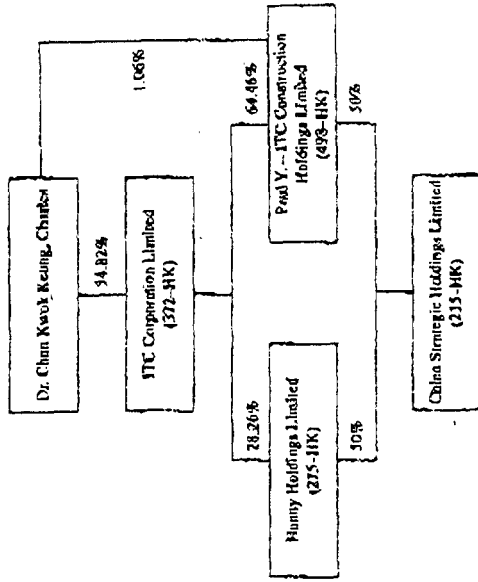 Dr. Chan Kwok Keung, Charles
1.06%
34.82%
ITC Corporation Limited
(372-HK)
28.26%
64.46%
Hanny Holdings Limited
(275-HK)
Paul Y. - ITC Construction
Holdings Limited
(498-HK)
50%
50%
China Strategic Holdings Limited
(235-HK)